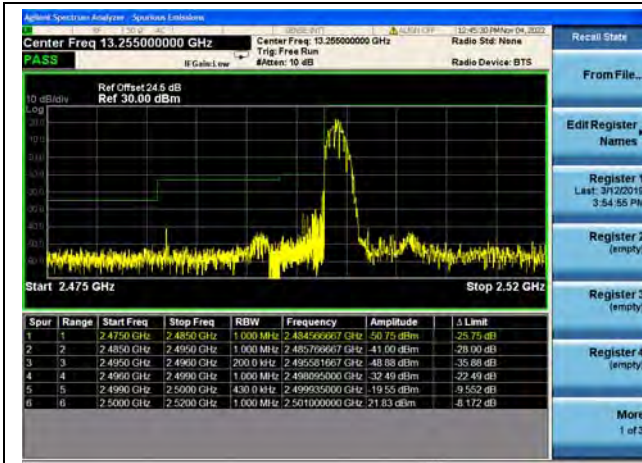 Agilent Spectrum Analyzer - Spurious Emissions
RF 50 Ω AC SENSE:INT ALIGN OFF 12:45:30 PM Nov 04, 2022
Center Freq 13.255000000 GHz
Center Freq: 13.255000000 GHz
Radio Std: None
Trig: Free Run
PASS
IFGain:Low
#Atten: 10 dB
Radio Device: BTS
Ref Offset 24.5 dB
10 dB/div Ref 30.00 dBm
Log
Start 2.475 GHz
Stop 2.52 GHz
Spur Range Start Freq Stop Freq RBW Frequency Amplitude Δ Limit
1 1 2.4750 GHz 2.4850 GHz 1.000 MHz 2.484566667 GHz -50.75 dBm -25.75 dB
2 2 2.4850 GHz 2.4950 GHz 1.000 MHz 2.485766667 GHz -41.00 dBm -28.00 dB
3 3 2.4950 GHz 2.4960 GHz 200.0 kHz 2.495581667 GHz -48.88 dBm -35.88 dB
4 4 2.4960 GHz 2.4990 GHz 1.000 MHz 2.498095000 GHz -32.49 dBm -22.49 dB
5 5 2.4990 GHz 2.5000 GHz 430.0 kHz 2.499935000 GHz -19.55 dBm -9.552 dB
6 6 2.5000 GHz 2.5200 GHz 1.000 MHz 2.501000000 GHz 21.83 dBm -8.172 dB
Recall State
From File...
Edit Register
Names
Register 1
Last: 3/12/2019
3:54:55 PM
Register 2
(empty)
Register 3
(empty)
Register 4
(empty)
More
1 of 3